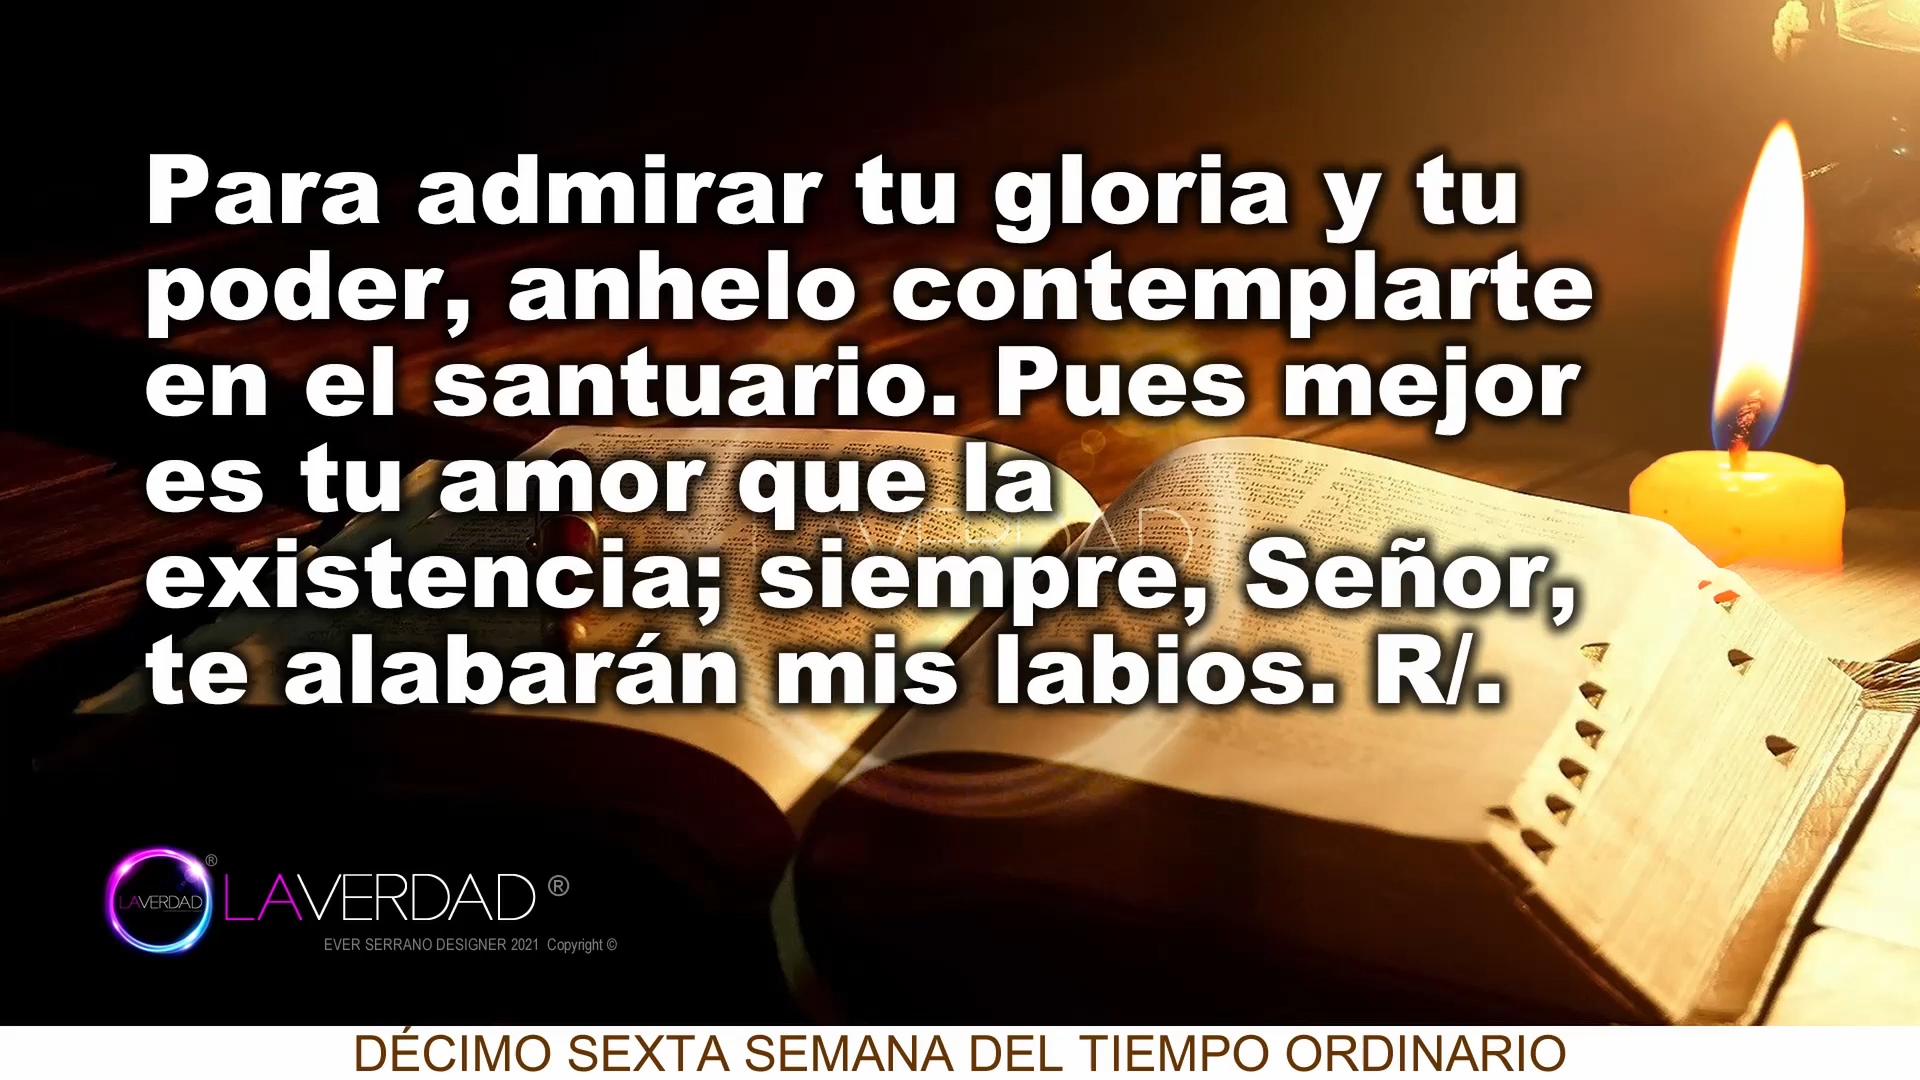 Para admirar tu gloria y tu
poder, anhelo contemplarte
en el santuario. Pues mejor
es tu amor que la
existencia; siempre, Señor,
te alabarán mis labios. R/.
LAVERDAD
LAVERDAD ®
®
LAVERDAD ®
EVER SERRANO DESIGNER 2021 Copyright ©
DÉCIMO SEXTA SEMANA DEL TIEMPO ORDINARIO